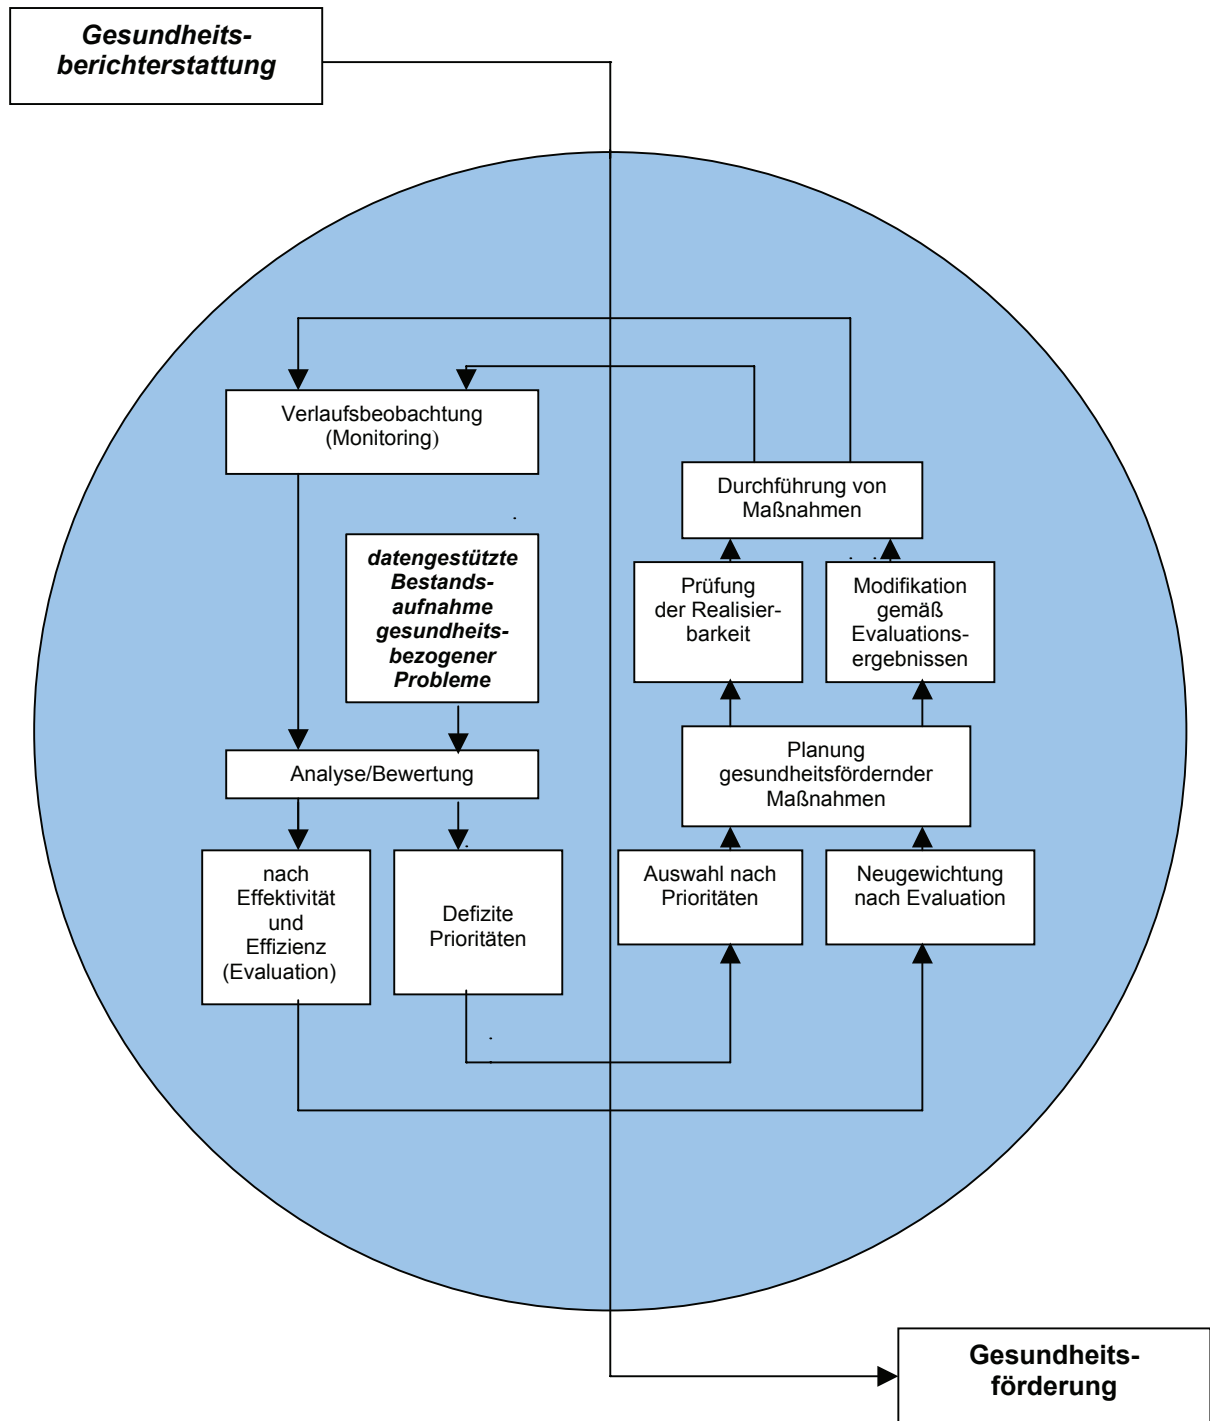 Gesundheits-
berichterstattung
Verlaufsbeobachtung
(Monitoring)
datengestützte
Bestands-
aufnahme
gesundheits-
bezogener
Probleme
Analyse/Bewertung
nach
Effektivität
und
Effizienz
(Evaluation)
Defizite
Prioritäten
Durchführung von
Maßnahmen
Prüfung
der Realisier-
barkeit
Modifikation
gemäß
Evaluations-
ergebnissen
Planung
gesundheitsfördernder
Maßnahmen
Auswahl nach
Prioritäten
Neugewichtung
nach Evaluation
Gesundheits-
förderung